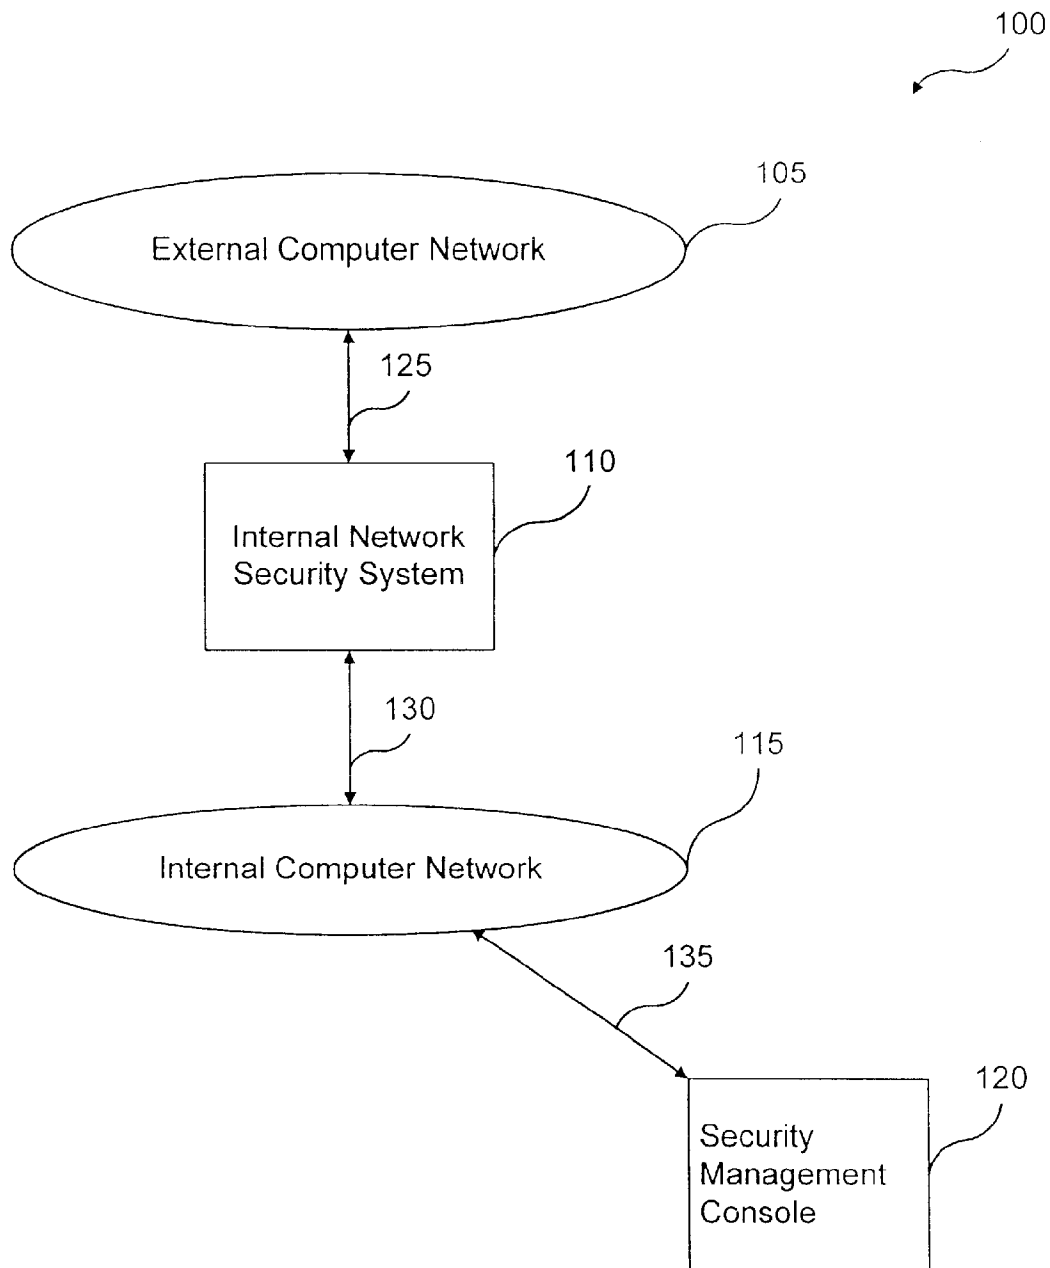 100
105
External Computer Network
125
110
Internal Network
Security System
130
115
Internal Computer Network
135
120
Security
Management
Console